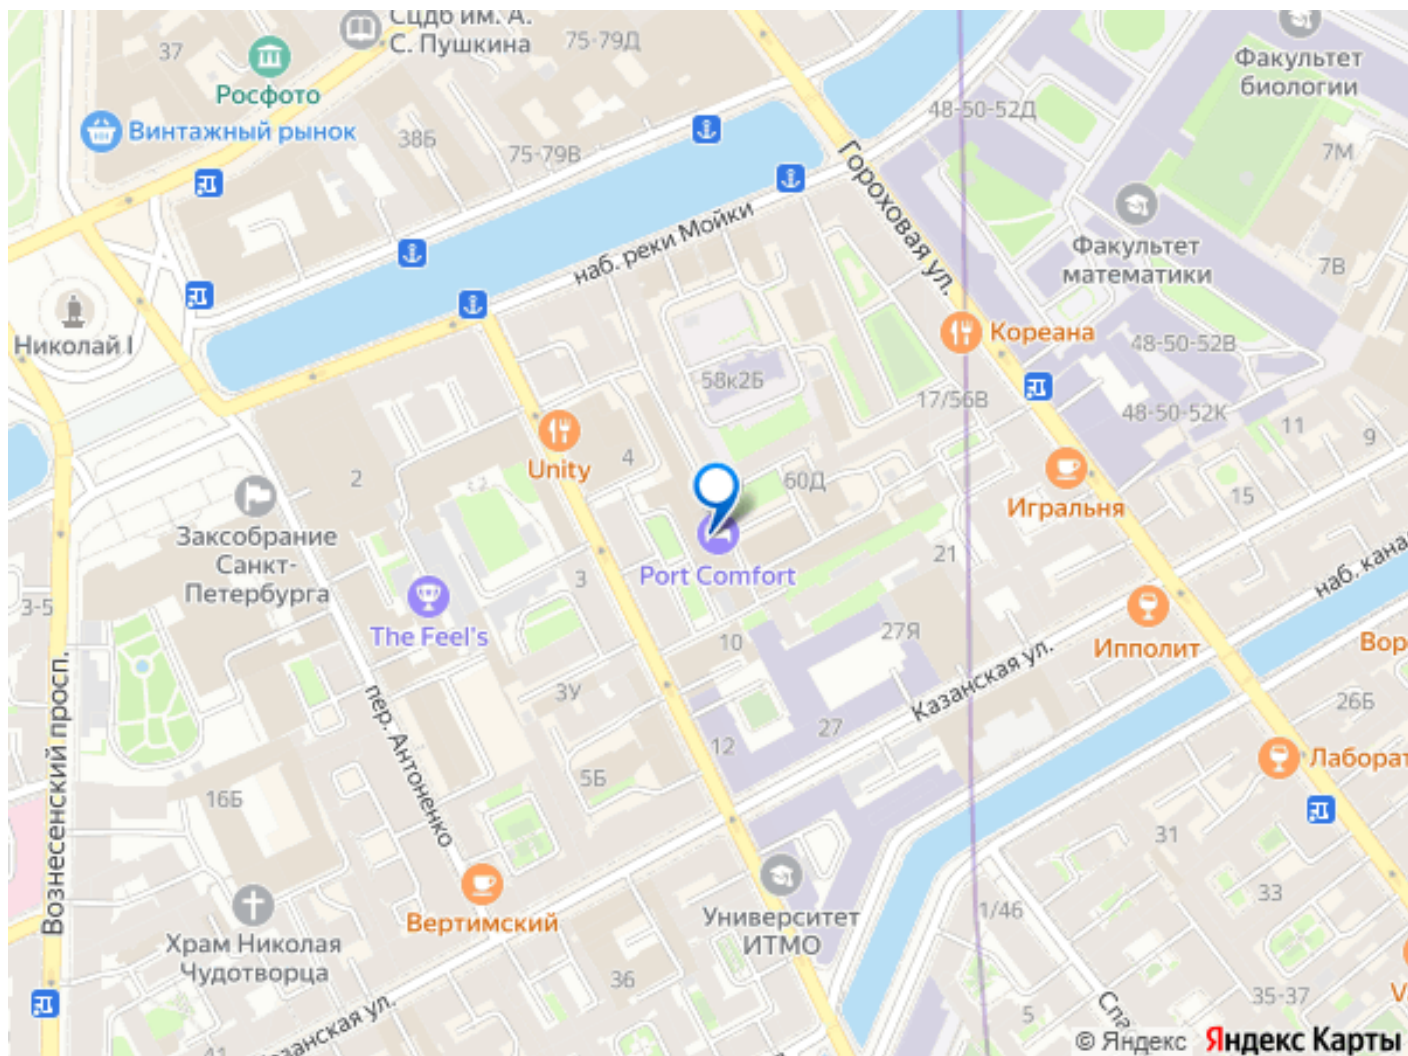 СЦДБ им. А.
С. Пушкина
75-79Д
37
Росфото
Винтажный рынок
38Б
75-79В
48-50-52Д
Факультет
биологии
7М
Гороховая ул.
Факультет
математики
7В
наб. реки Мойки
Николай I
Кореана
48-50-52В
58к2Б
17/56В
48-50-52К
11
9
Unity
4
2
60Д
Игральня
15
Заксобрание
Санкт-
Петербурга
Port Comfort
21
наб. кана
3-5
3
The Feel's
10
27Я
Ипполит
Вор
Казанская ул.
Вознесенский просп.
пер. Антоненко
3У
26Б
12
27
5Б
Лаборат
16Б
31
33
Вертимский
Университет
ИТМО
1/46
Храм Николая
Чудотворца
36
35-37
Спа
5
Казанская ул.
41
© Яндекс Яндекс Карты